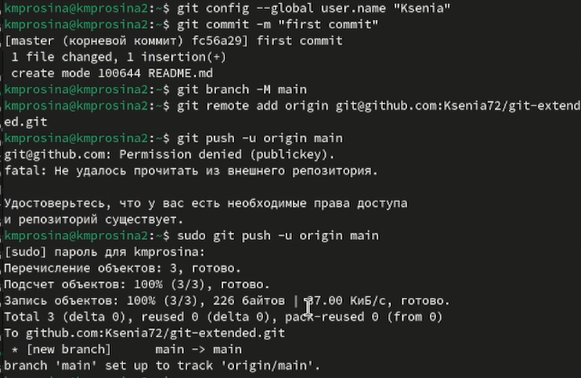 kmprosina@kmprosina2:~$ git config --global user.name "Ksenia"
kmprosina@kmprosina2:~$ git commit -m "first commit"
[master (корневой коммит) fc56a29] first commit
 1 file changed, 1 insertion(+)
 create mode 100644 README.md
kmprosina@kmprosina2:~$ git branch -M main
kmprosina@kmprosina2:~$ git remote add origin git@github.com:Ksenia72/git-extend
ed.git
kmprosina@kmprosina2:~$ git push -u origin main
git@github.com: Permission denied (publickey).
fatal: Не удалось прочитать из внешнего репозитория.

Удостоверьтесь, что у вас есть необходимые права доступа
и репозиторий существует.
kmprosina@kmprosina2:~$ sudo git push -u origin main
[sudo] пароль для kmprosina:
Перечисление объектов: 3, готово.
Подсчет объектов: 100% (3/3), готово.
Запись объектов: 100% (3/3), 226 байтов | 37.00 КиБ/с, готово.
Total 3 (delta 0), reused 0 (delta 0), pack-reused 0 (from 0)
To github.com:Ksenia72/git-extended.git
 * [new branch]      main -> main
branch 'main' set up to track 'origin/main'.